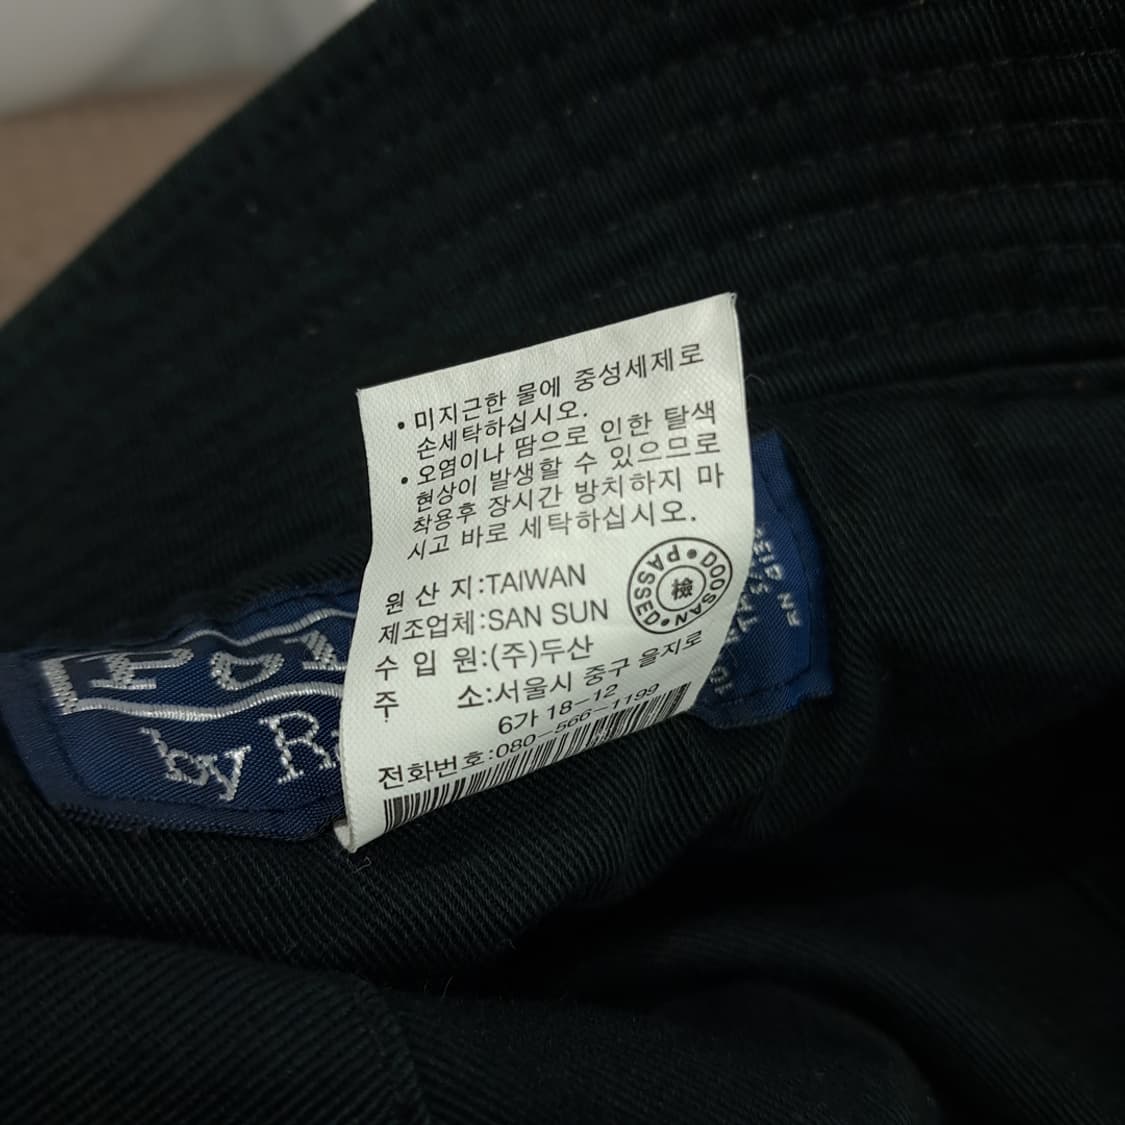 • 미지근한 물에 중성세제로
손세탁하십시오.
• 오염이나 땀으로 인한 탈색
현상이 발생할 수 있으므로
착용후 장시간 방치하지 마
시고 바로 세탁하십시오.
원 산 지:TAIWAN
제조업체:SAN SUN
수 입 원:(주)두산
주 소:서울시 중구 을지로
6가 18-12
전화번호:080-566-1199
DOOSAN • PASSED •
檢
by